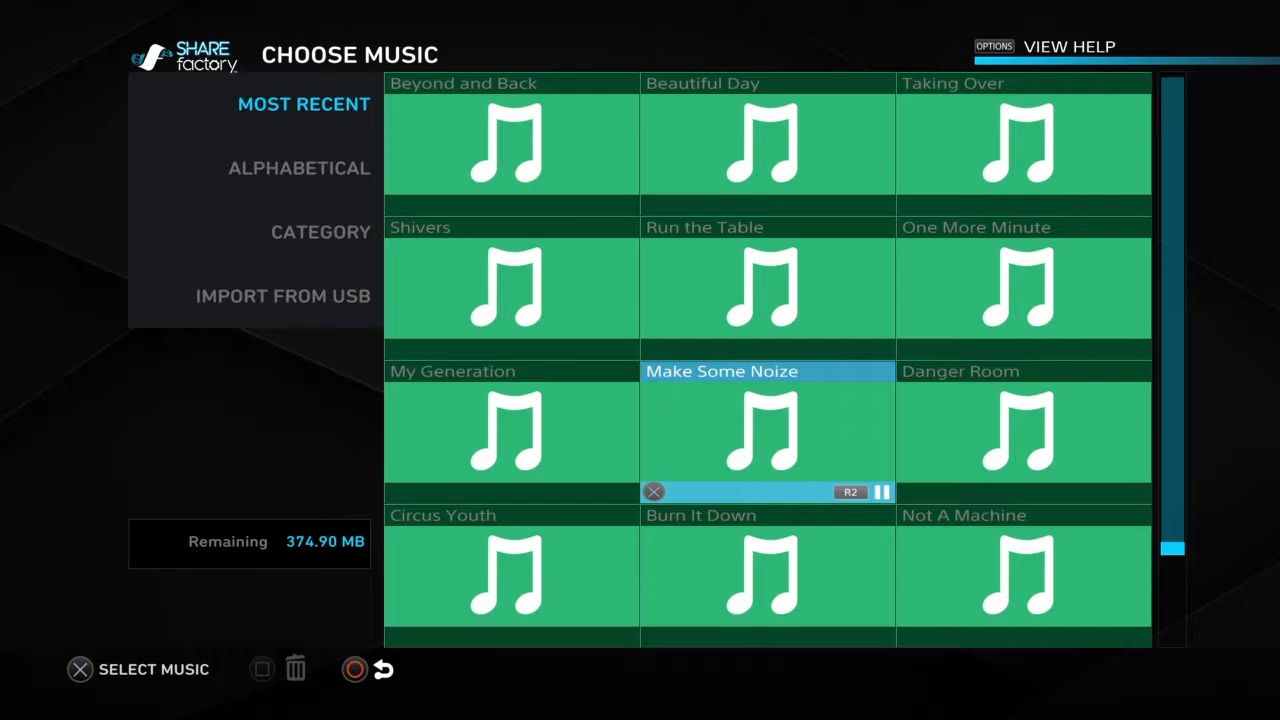 SHARE
factory
CHOOSE MUSIC
OPTIONS VIEW HELP
MOST RECENT
ALPHABETICAL
CATEGORY
IMPORT FROM USB
Remaining 374.90 MB
Beyond and Back
Beautiful Day
Taking Over
Shivers
Run the Table
One More Minute
My Generation
Make Some Noize
Danger Room
R2
Circus Youth
Burn It Down
Not A Machine
SELECT MUSIC